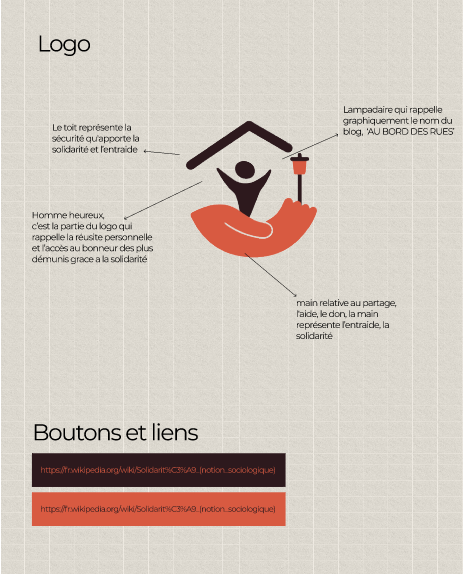 Logo
Lampadaire qui rappelle
graphiquement le nom du
blog, 'AU BORD DES RUES'
Le toit représente la
sécurité qu'apporte la
solidarité et l'entraide
Homme heureux,
c'est la partie du logo qui
rappelle la réusite personnelle
et l'accès au bonneur des plus
démunis grace a la solidarité
main relative au partage,
l'aide, le don, la main
représente l'entraide, la
solidarité
Boutons et liens
https://fr.wikipedia.org/wiki/Solidarit%C3%A9_(notion_sociologique)
https://fr.wikipedia.org/wiki/Solidarit%C3%A9_(notion_sociologique)